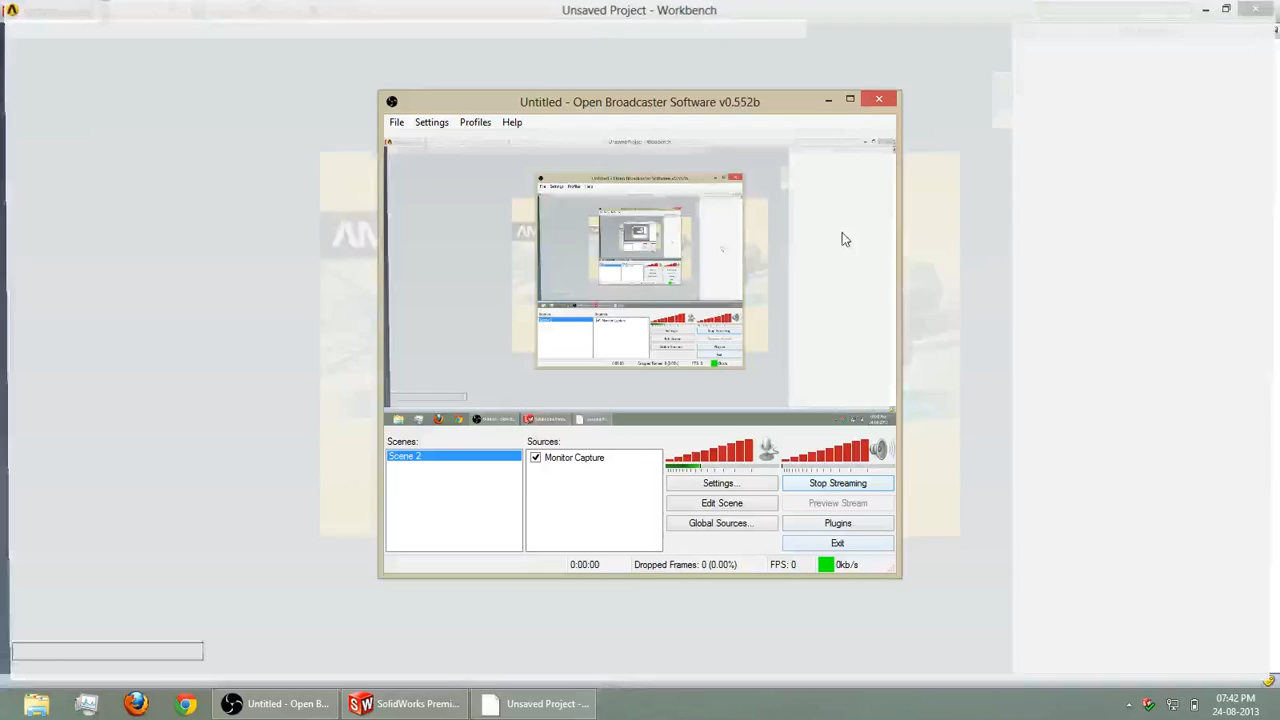 Unsaved Project - Workbench
Untitled - Open Broadcaster Software v0.552b
File Settings Profiles Help
Scenes:
Sources:
Scene 2
Monitor Capture
Settings...
Stop Streaming
Edit Scene
Preview Stream
Global Sources...
Plugins
Exit
0:00:00
Dropped Frames: 0 (0.00%)
FPS: 0
0kb/s
Untitled - Open B...
SolidWorks Premi...
Unsaved Project -...
07:42 PM
24-08-2013